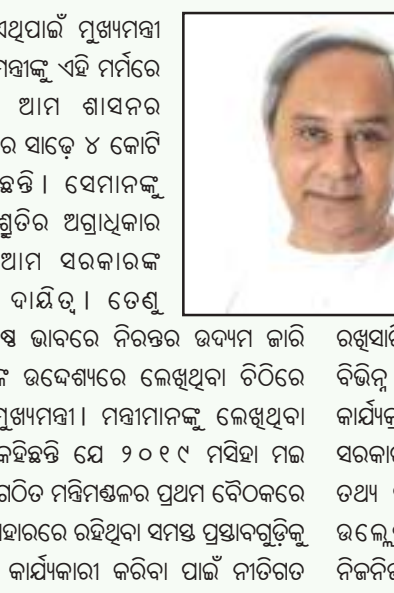 ଏଥିପାଇଁ ମୁଖ୍ୟମନ୍ତ୍ରୀ
ମନ୍ତ୍ରୀଙ୍କୁ ଏହି ମର୍ମରେ
ଆମ ଶାସନର
ର ସାଢ଼େ ୪ କୋଟି
ଛନ୍ତି। ସେମାନଙ୍କୁ
ଶ୍ରୁତିର ଅଗ୍ରାଧିକାର
ଆମ ସରକାରଙ୍କ
ଦାୟିତ୍ୱ। ତେଣୁ
ଷ ଭାବରେ ନିରନ୍ତର ଉଦ୍ୟମ ଜାରି
ଙ୍କ ଉଦ୍ଦେଶ୍ୟରେ ଲେଖିଥିବା ଚିଠିରେ
ମୁଖ୍ୟମନ୍ତ୍ରୀ। ମନ୍ତ୍ରୀମାନଙ୍କୁ ଲେଖିଥିବା
କହିଛନ୍ତି ଯେ ୨୦୧୯ ମସିହା ମଇ
ଗଠିତ ମନ୍ତ୍ରିମଣ୍ଡଳର ପ୍ରଥମ ବୈଠକରେ
ହାରରେ ରହିଥିବା ସମସ୍ତ ପ୍ରସ୍ତାବଗୁଡ଼ିକୁ
କାର୍ଯ୍ୟକାରୀ କରିବା ପାଇଁ ନୀତିଗତ
ରଖିସାରି
ବିଭିନ୍ନ
କାର୍ଯ୍ୟକ୍ର
ସରକାର
ତଥ୍ୟ
ଉଲ୍ଲେ
ନିଜନିଜ